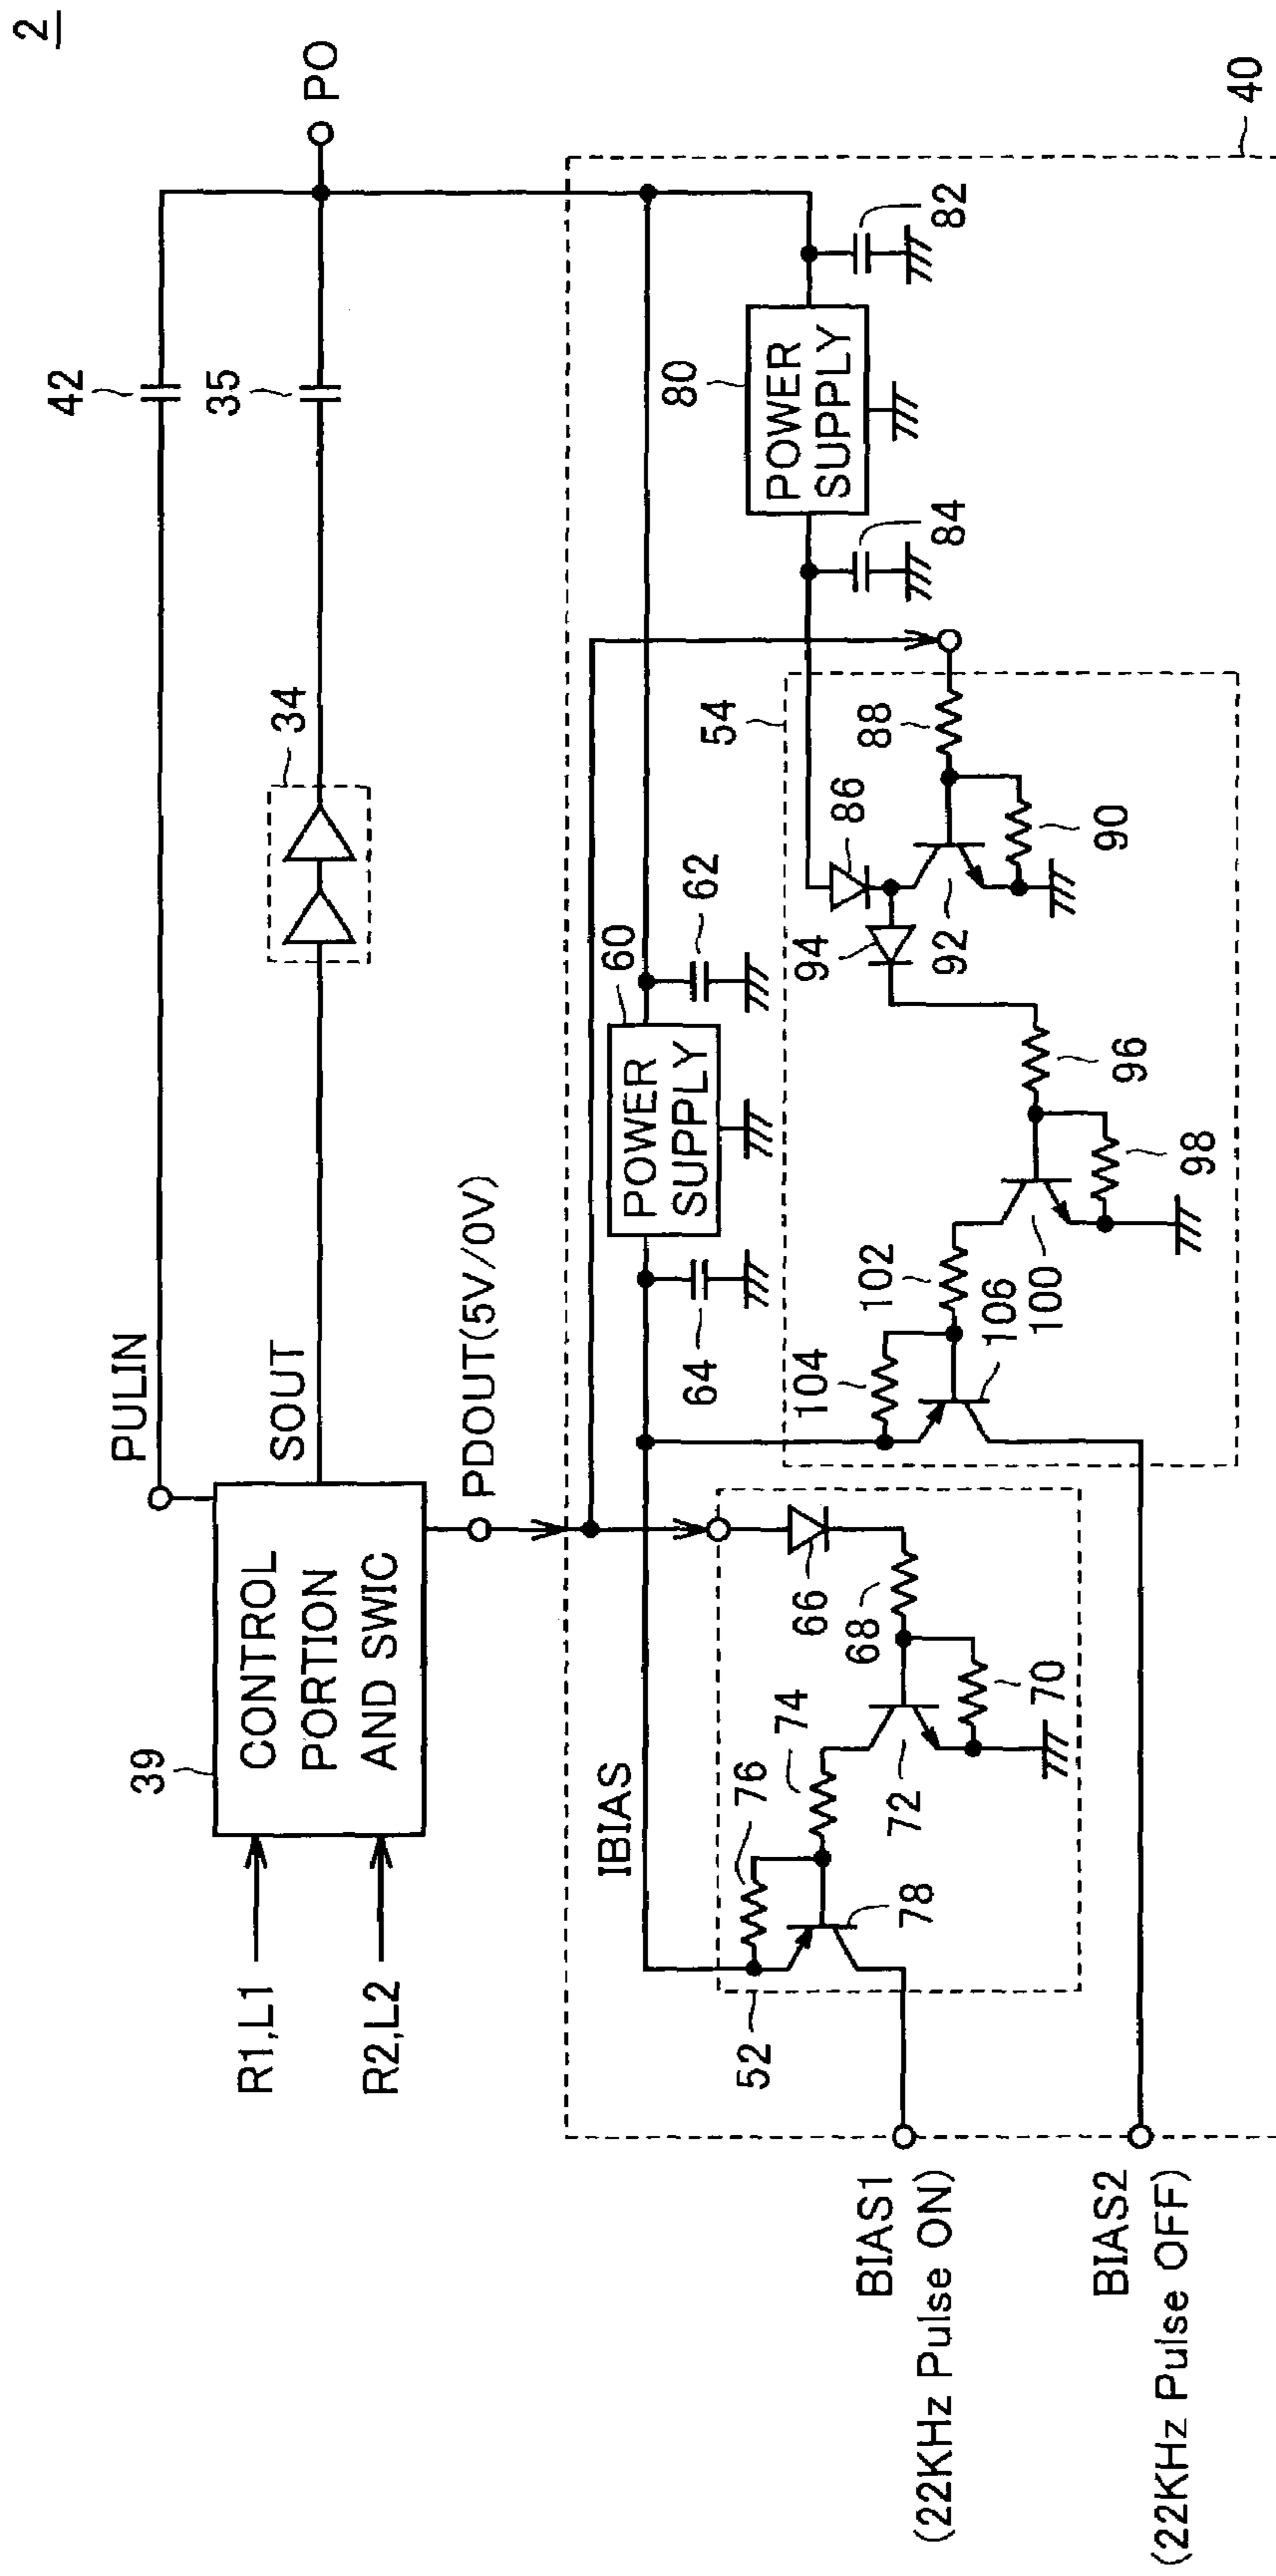 2
PO
42
35
34
PULIN
SOUT
39
CONTROL
PORTION
AND SWIC
R1,L1
R2,L2
PDOUT(5V/0V)
40
IBIAS
60
POWER
SUPPLY
62
64
80
POWER
SUPPLY
82
84
52
66
68
70
72
74
76
78
54
86
88
90
92
94
96
98
100
102
104
106
BIAS1
(22KHz Pulse ON)
BIAS2
(22KHz Pulse OFF)